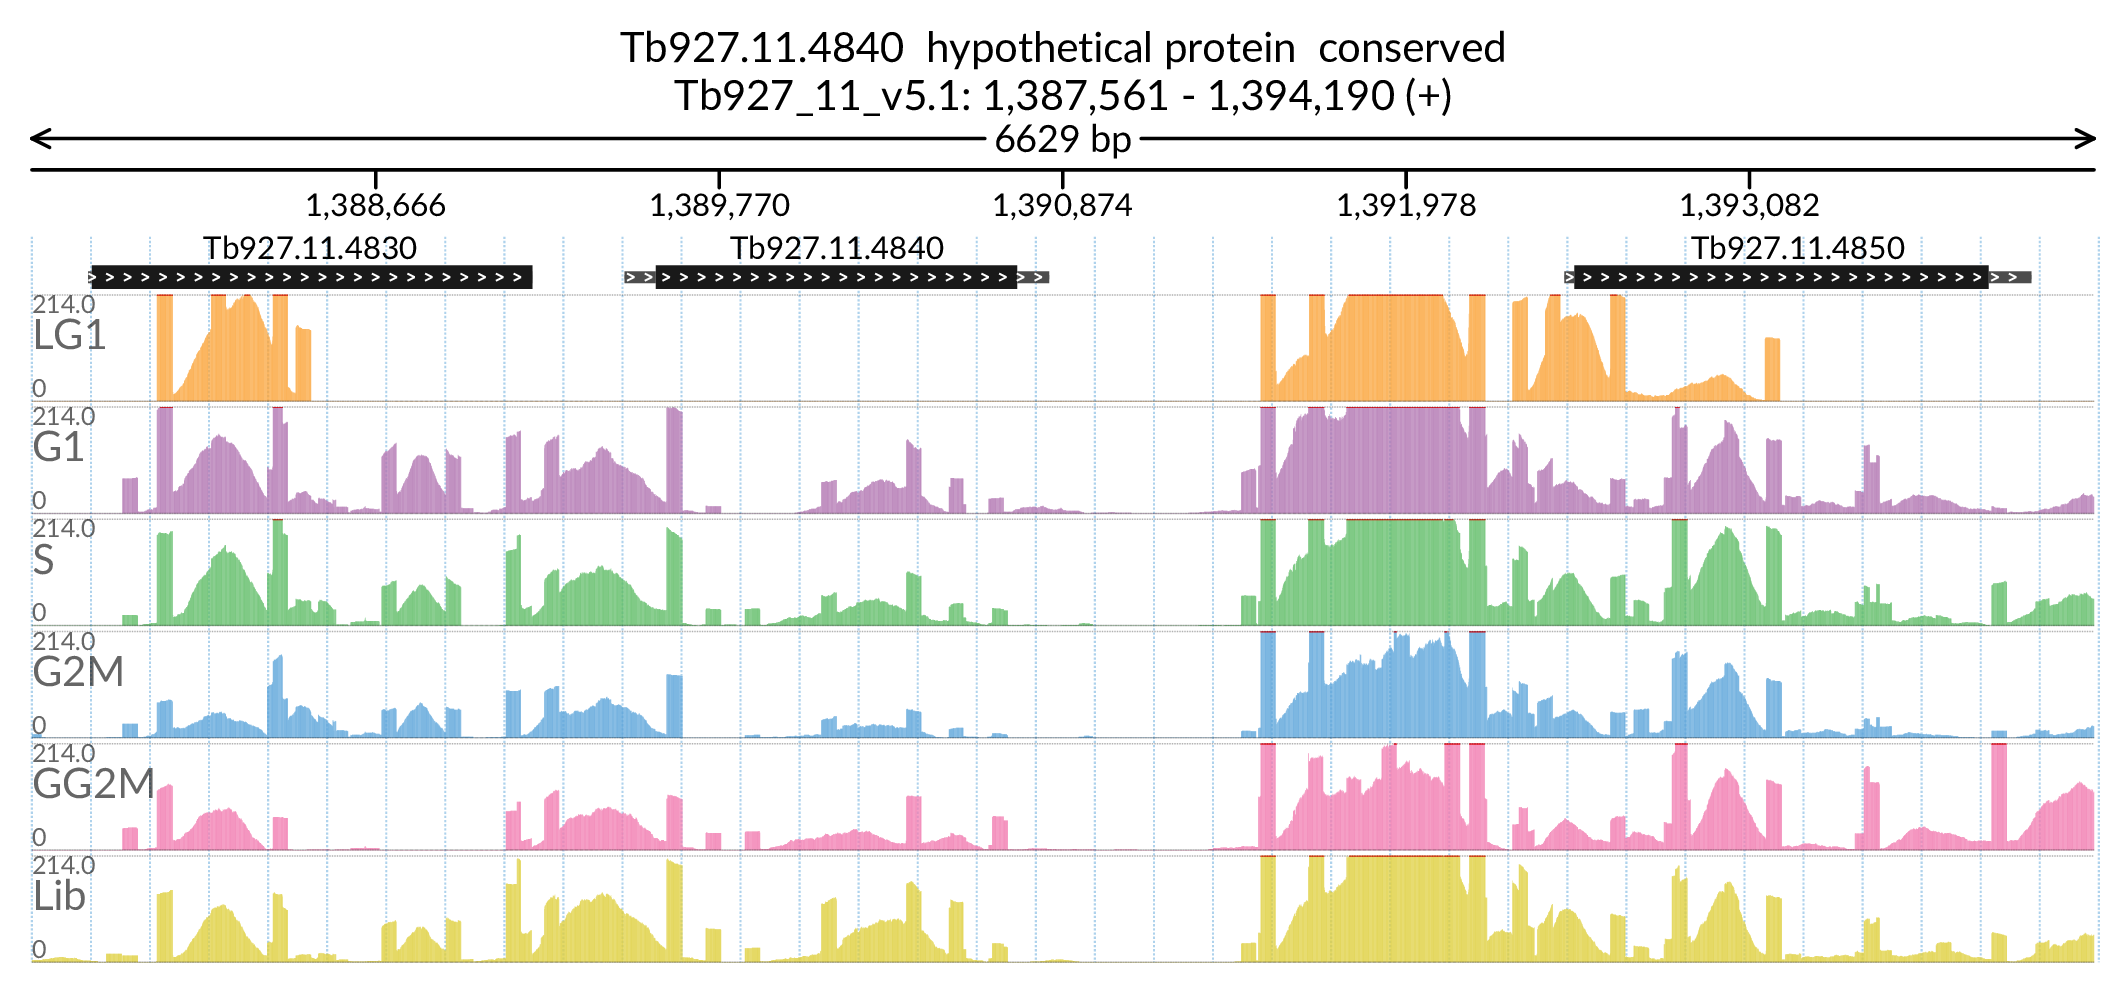 Tb927.11.4840  hypothetical protein  conserved
Tb927_11_v5.1: 1,387,561 - 1,394,190 (+)
6629 bp
1,388,666 1,389,770 1,390,874 1,391,978 1,393,082
Tb927.11.4830 Tb927.11.4840 Tb927.11.4850
214.0
LG1
0
214.0
G1
0
214.0
S
0
214.0
G2M
0
214.0
GG2M
0
214.0
Lib
0